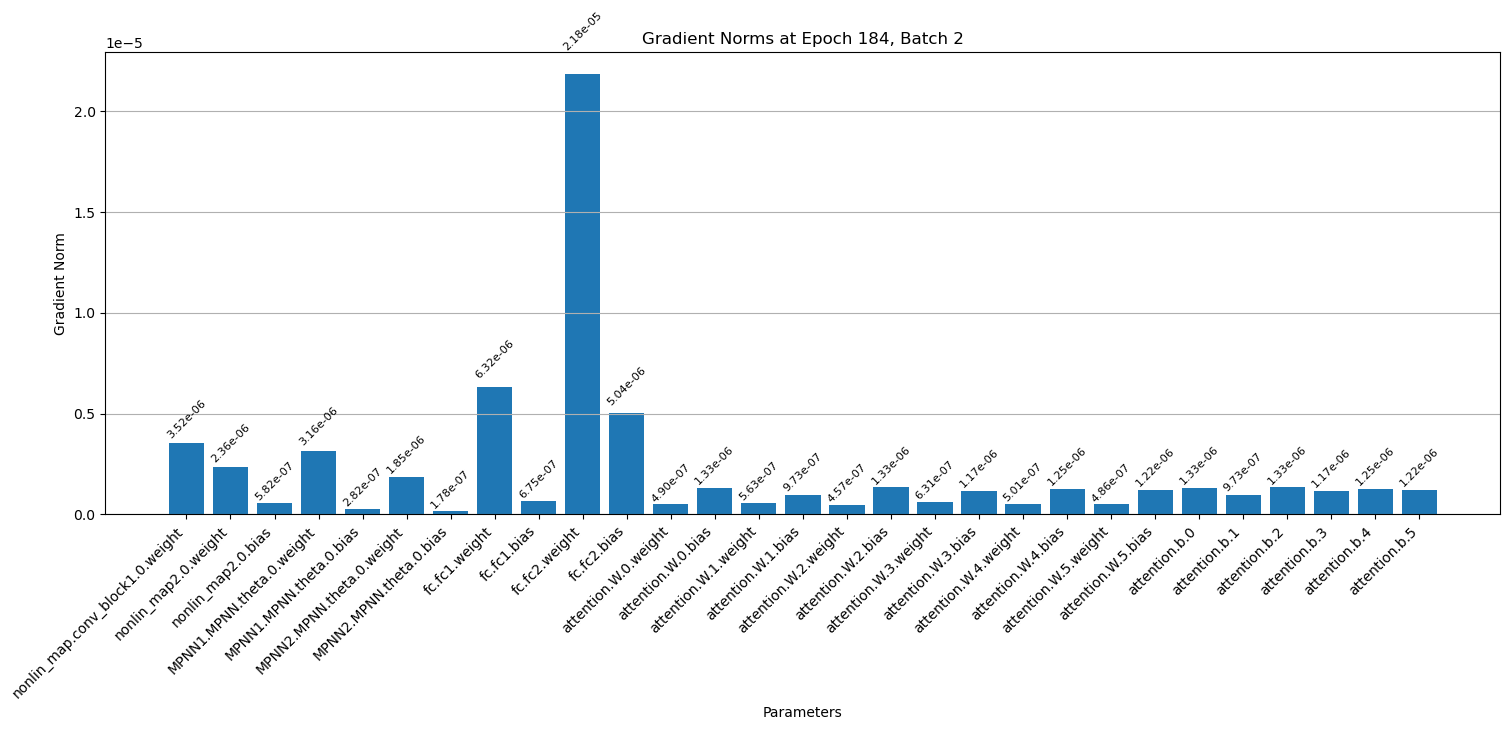 Gradient Norms at Epoch 184, Batch 2
1e−5
2.0
1.5
1.0
0.5
0.0
Gradient Norm
3.52e-06
2.36e-06
5.82e-07
3.16e-06
2.82e-07
1.85e-06
1.78e-07
6.32e-06
6.75e-07
2.18e-05
5.04e-06
4.90e-07
1.33e-06
5.63e-07
9.73e-07
4.57e-07
1.33e-06
6.31e-07
1.17e-06
5.01e-07
1.25e-06
4.86e-07
1.22e-06
1.33e-06
9.73e-07
1.33e-06
1.17e-06
1.25e-06
1.22e-06
nonlin_map.conv_block1.0.weight
nonlin_map2.0.weight
nonlin_map2.0.bias
MPNN1.MPNN.theta.0.weight
MPNN1.MPNN.theta.0.bias
MPNN2.MPNN.theta.0.weight
MPNN2.MPNN.theta.0.bias
fc.fc1.weight
fc.fc1.bias
fc.fc2.weight
fc.fc2.bias
attention.W.0.weight
attention.W.0.bias
attention.W.1.weight
attention.W.1.bias
attention.W.2.weight
attention.W.2.bias
attention.W.3.weight
attention.W.3.bias
attention.W.4.weight
attention.W.4.bias
attention.W.5.weight
attention.W.5.bias
attention.b.0
attention.b.1
attention.b.2
attention.b.3
attention.b.4
attention.b.5
Parameters